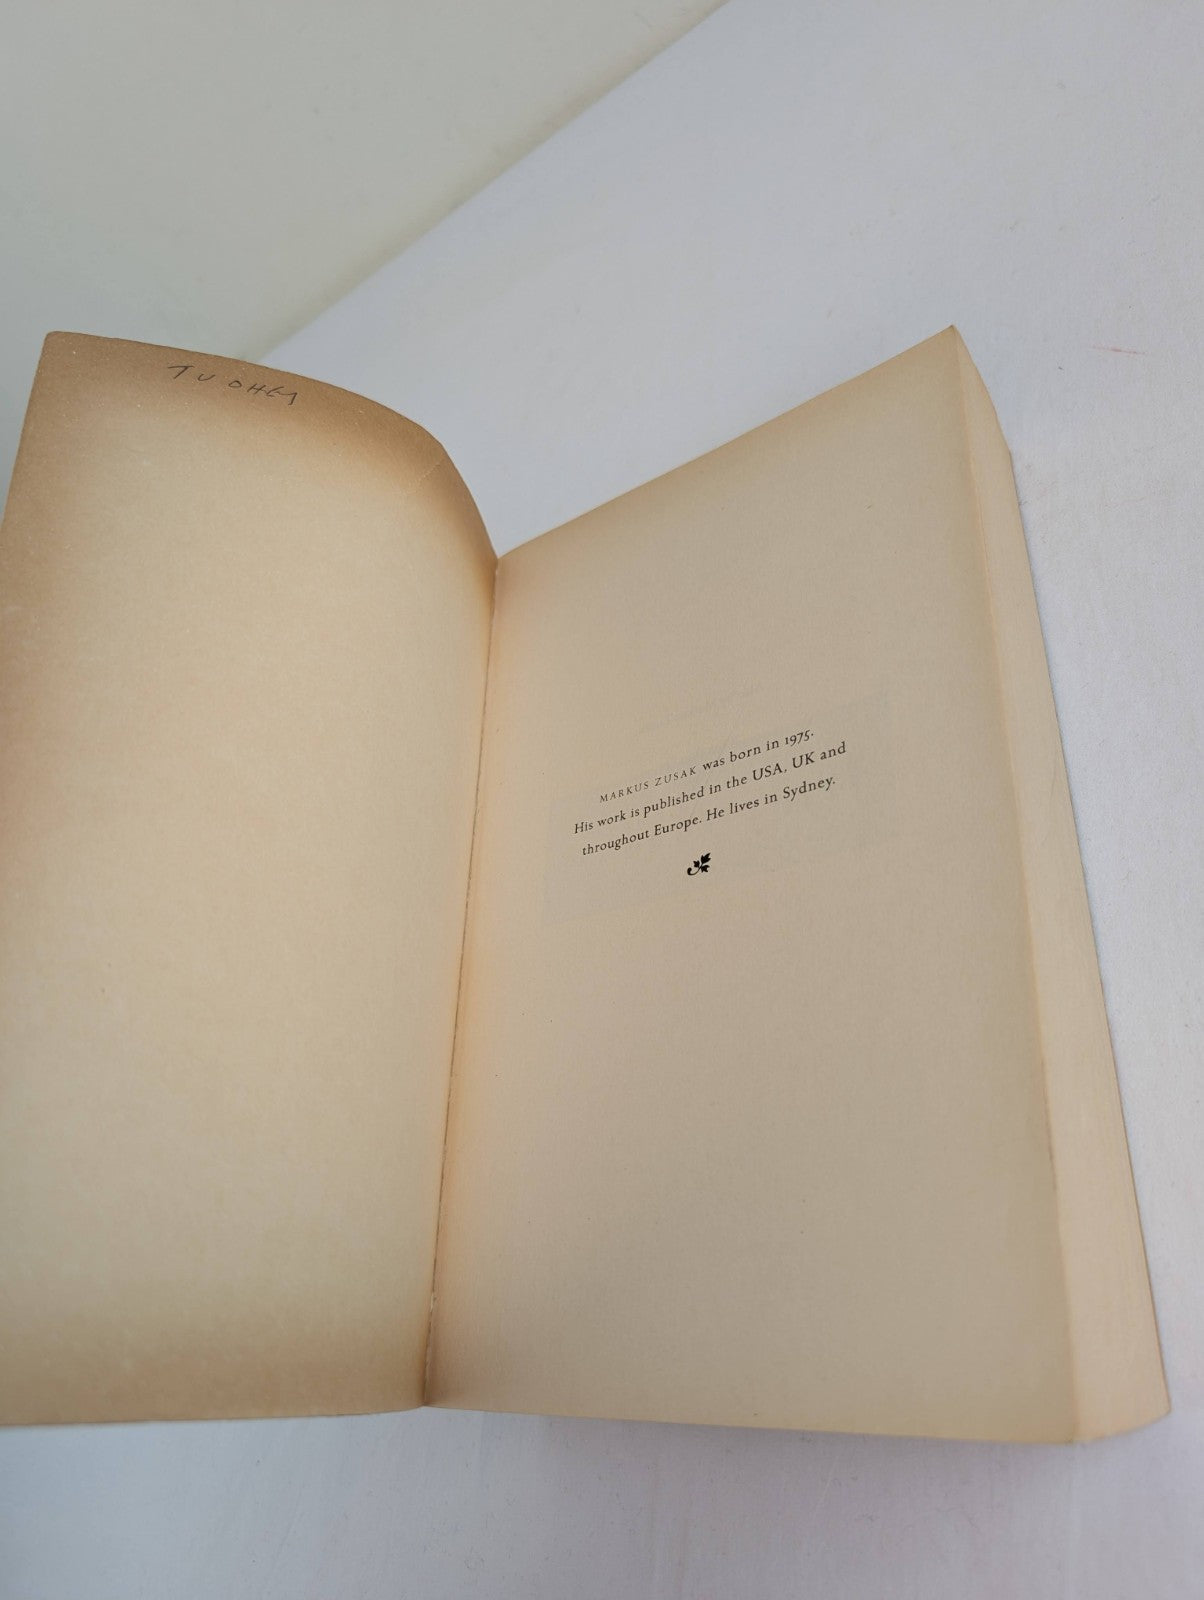 TUOHEY
MARKUS ZUSAK was born in 1975.
His work is published in the USA, UK and
throughout Europe. He lives in Sydney.